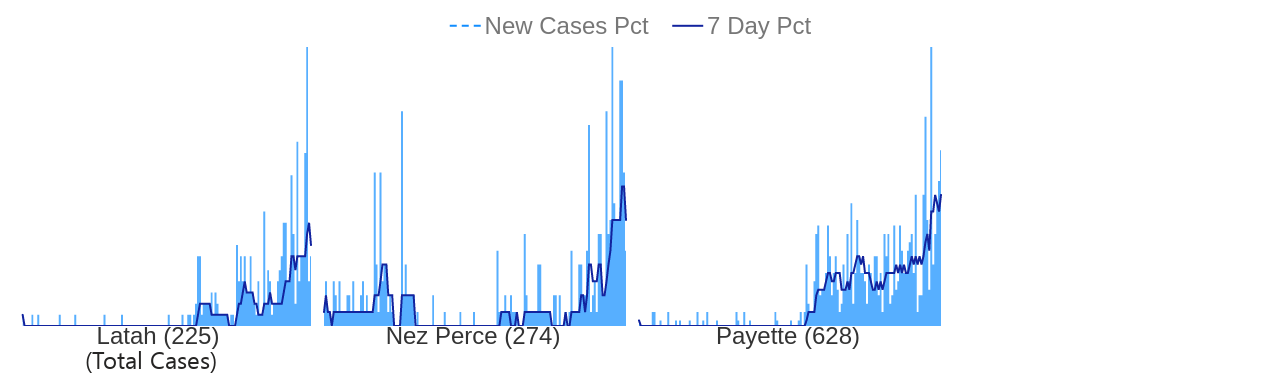 New Cases Pct 7 Day Pct
Latah (225) Nez Perce (274) Payette (628)
(Total Cases)